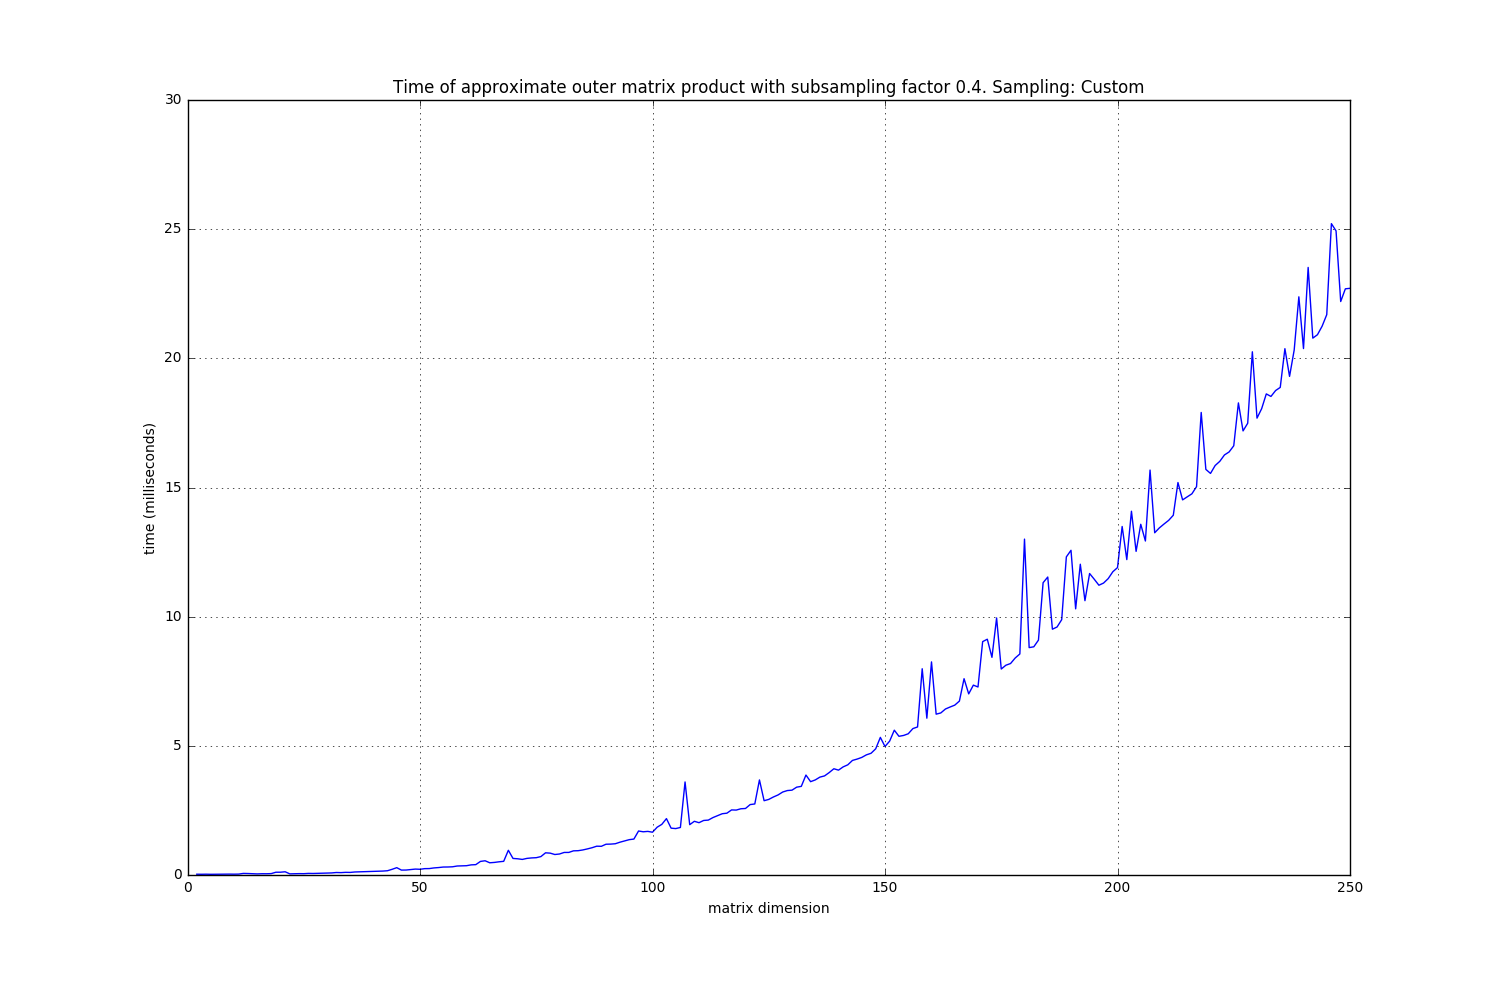 Time of approximate outer matrix product with subsampling factor 0.4. Sampling: Custom
30
25
20
15
10
5
0
time (milliseconds)
0 50 100 150 200 250
matrix dimension